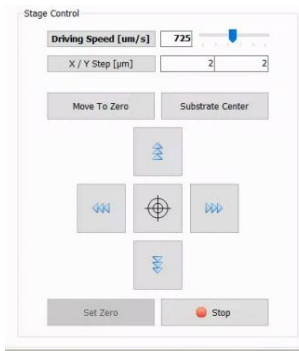 Stage Control
Driving Speed [um/s] 725
X / Y Step [µm] 2 2
Move To Zero Substrate Center
Set Zero Stop